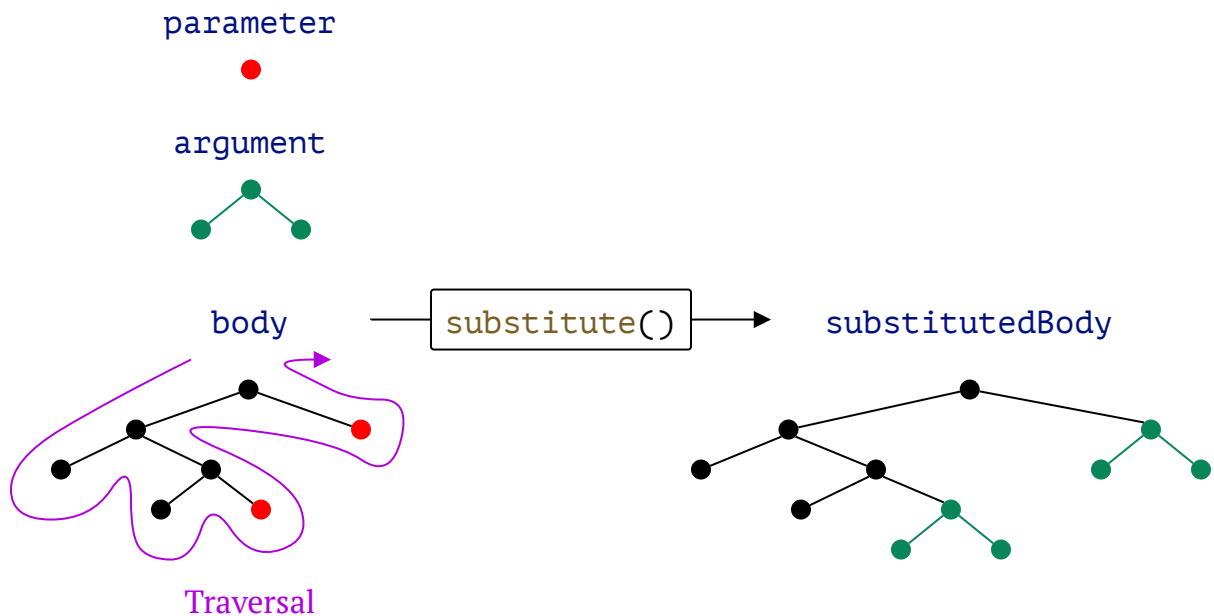 parameter
argument
body
substitute()
substitutedBody
Traversal